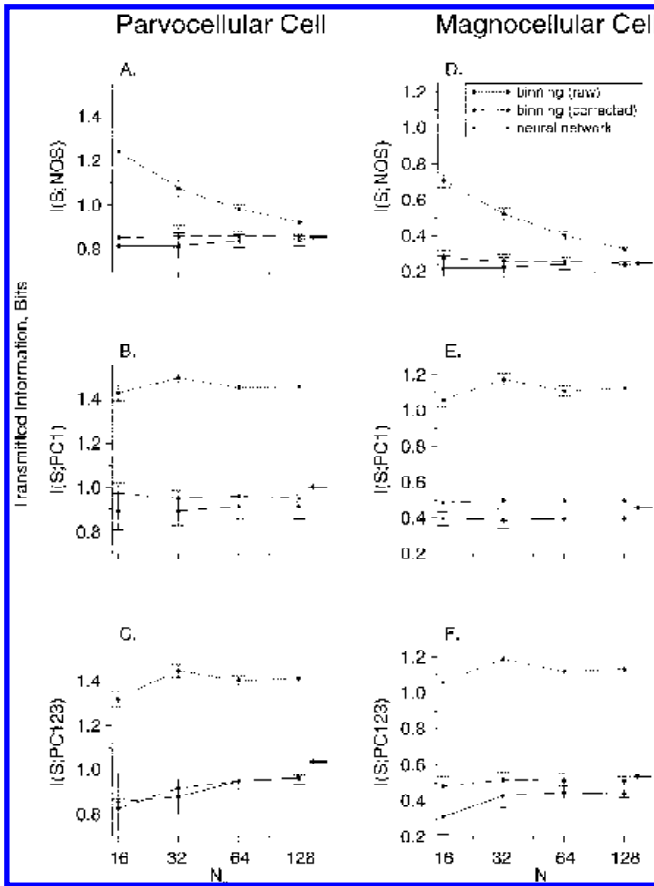 Parvocellular Cell
Magnocellular Cel
A.
D.
binning (raw)
binning (corrected)
neural network
1.4
1.2
1.0
0.8
I(S;NOS)
1.2
1.0
0.8
0.6
0.4
0.2
I(S;NOS)
Transmitted Information, Bits
B.
E.
1.4
1.2
1.0
0.8
I(S;PC1)
1.2
1.0
0.8
0.6
0.4
0.2
I(S;PC1)
C.
F.
1.4
1.2
1.0
0.8
I(S;PC123)
1.2
1.0
0.8
0.6
0.4
0.2
I(S;PC123)
16 32 64 128
16 32 64 128
N
N